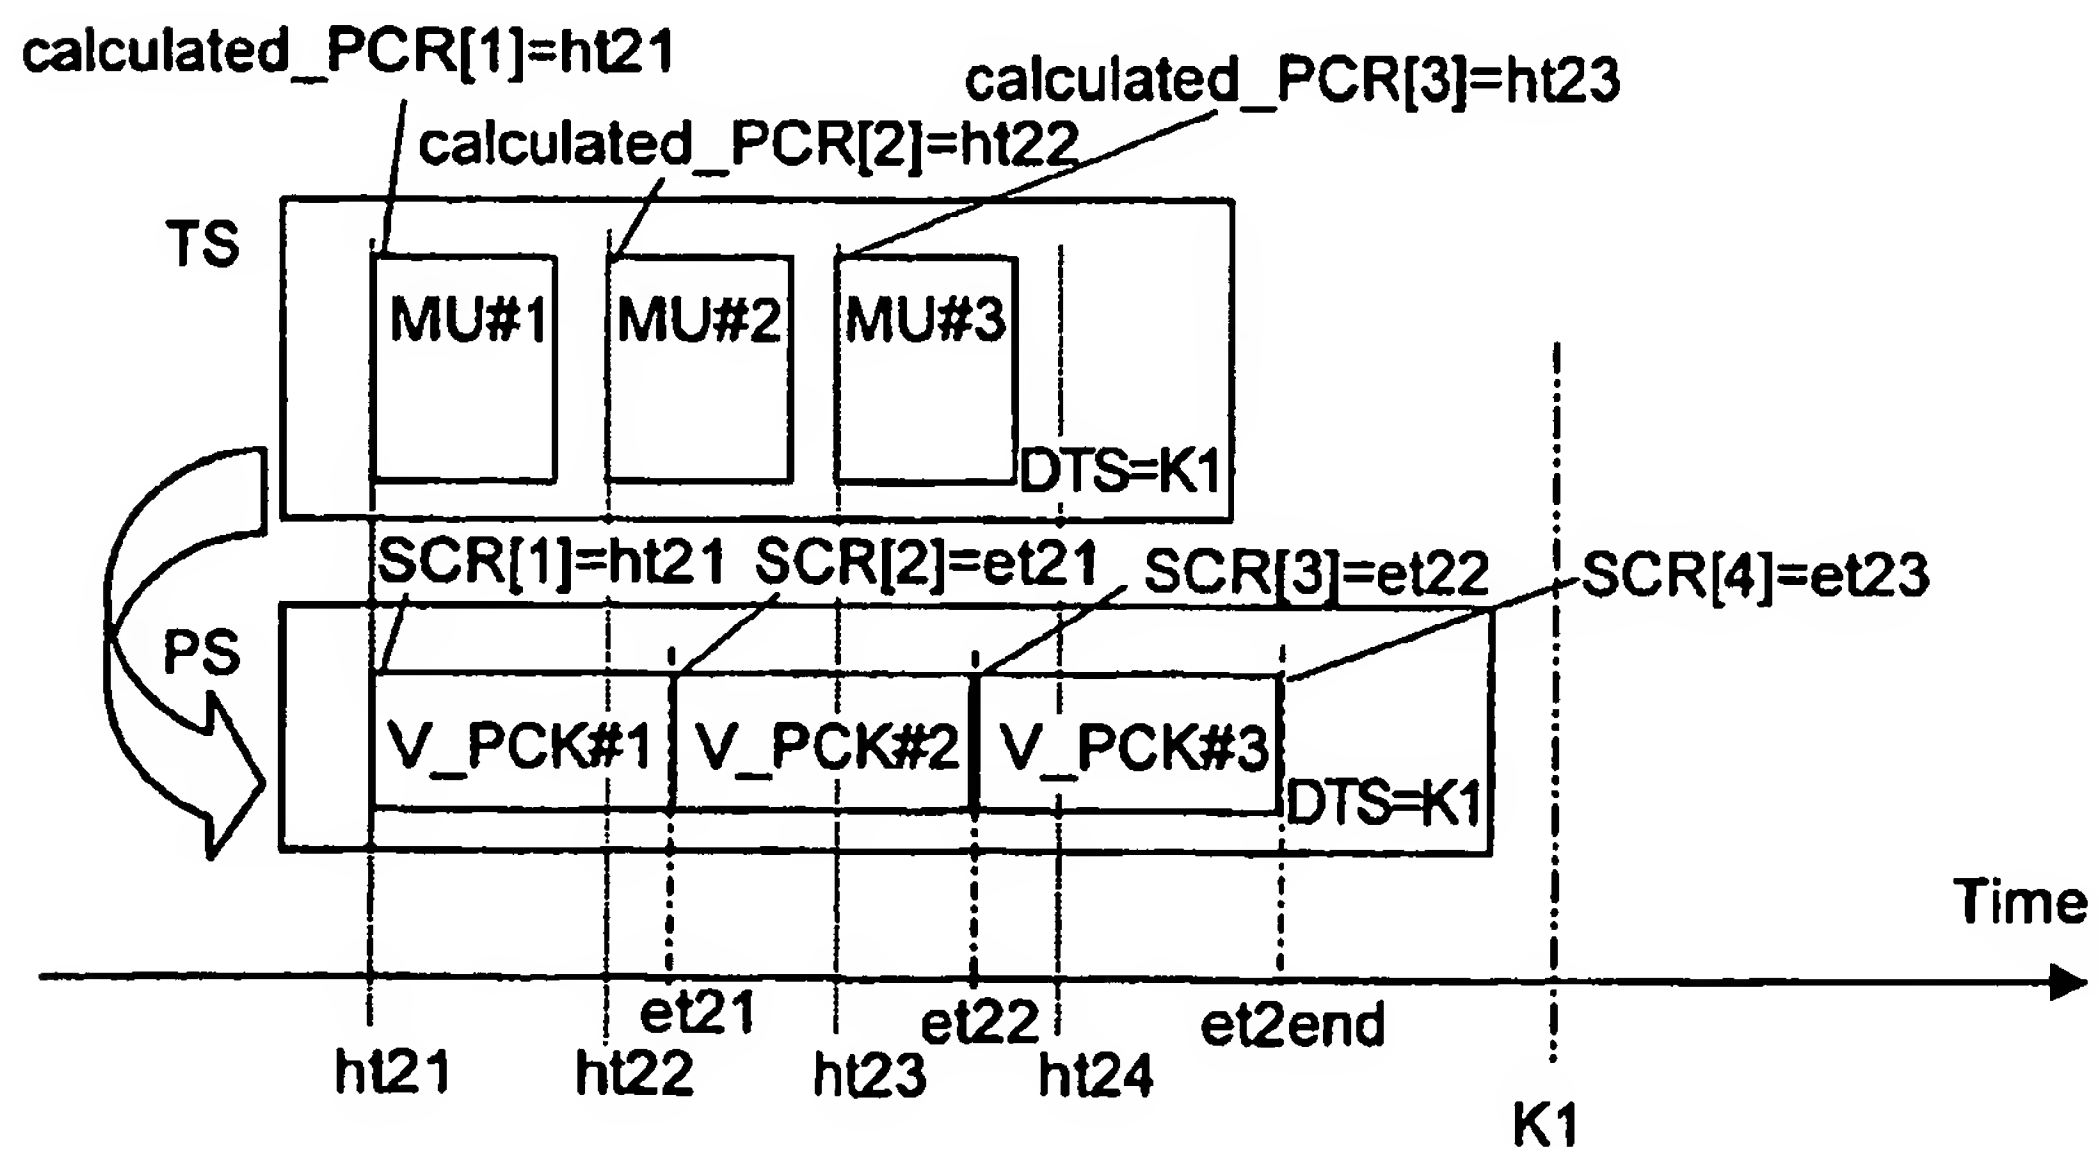 calculated_PCR[1]=ht21
calculated_PCR[3]=ht23
calculated_PCR[2]=ht22
TS
MU#1
MU#2
MU#3
DTS=K1
SCR[1]=ht21
SCR[2]=et21
SCR[3]=et22
SCR[4]=et23
PS
V_PCK#1
V_PCK#2
V_PCK#3
DTS=K1
Time
et21
et22
et2end
ht21
ht22
ht23
ht24
K1